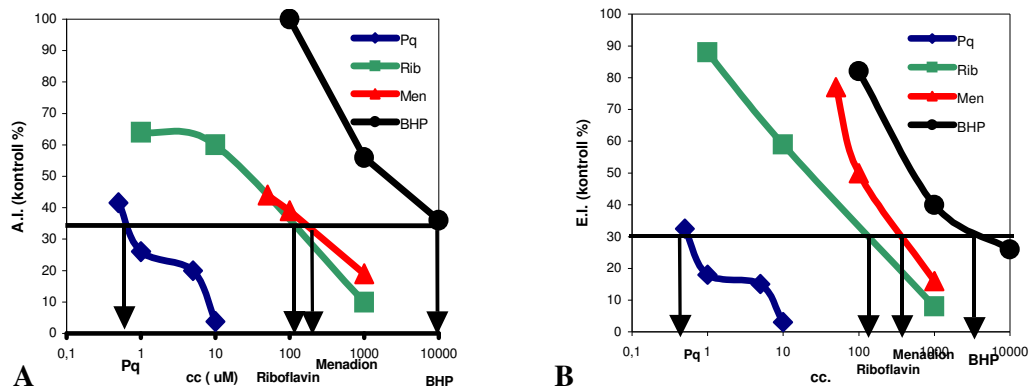 A
A.I. (kontroll %)
100
90
80
70
60
50
40
30
20
10
0
Pq
Rib
Men
BHP
0,1
1
10
100
1000
10000
Pq
cc ( uM)
Riboflavin
Menadion
BHP
B
E.I. (kontroll %)
100
90
80
70
60
50
40
30
20
10
0
Pq
Rib
Men
BHP
0,1
1
10
100
1000
10000
Pq
cc.
Menadion
Riboflavin
BHP